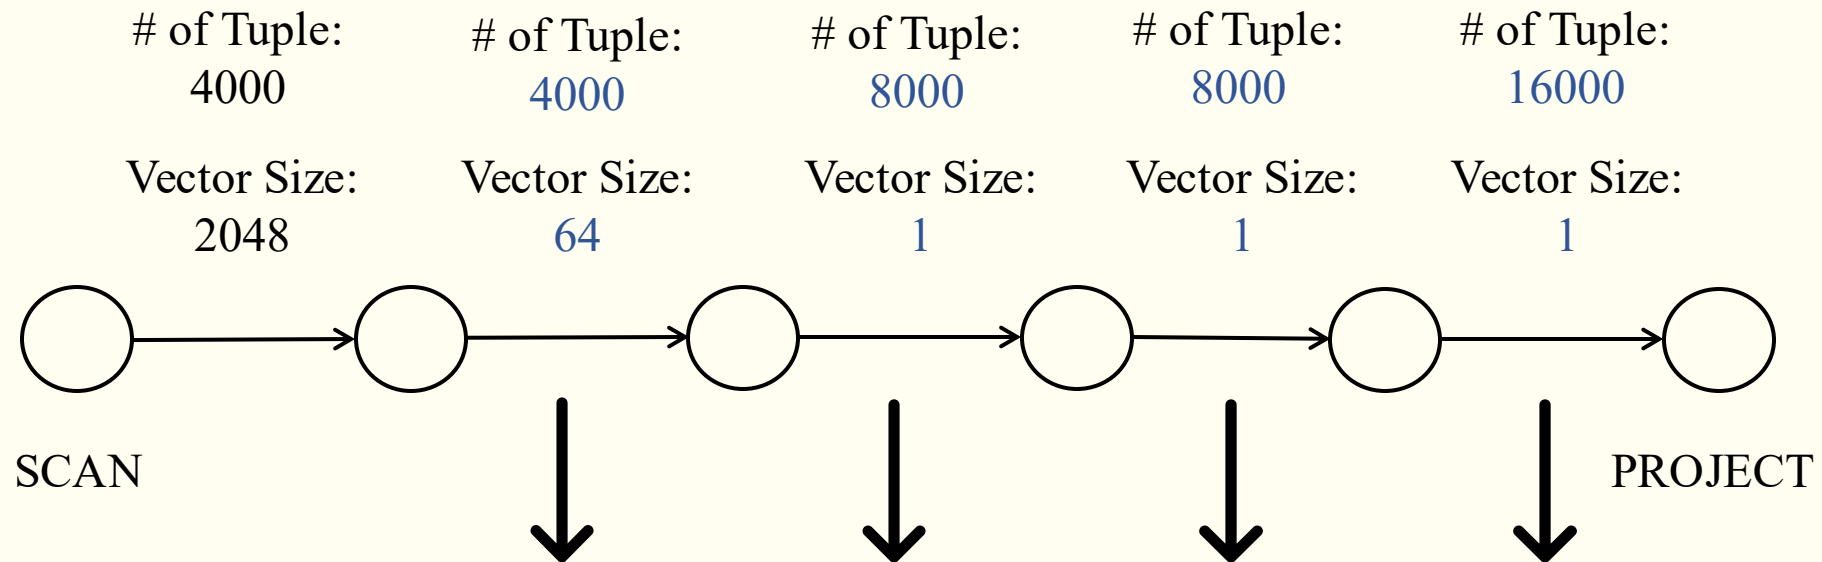 # of Tuple:
4000
# of Tuple:
4000
# of Tuple:
8000
# of Tuple:
8000
# of Tuple:
16000
Vector Size:
2048
Vector Size:
64
Vector Size:
1
Vector Size:
1
Vector Size:
1
SCAN
PROJECT